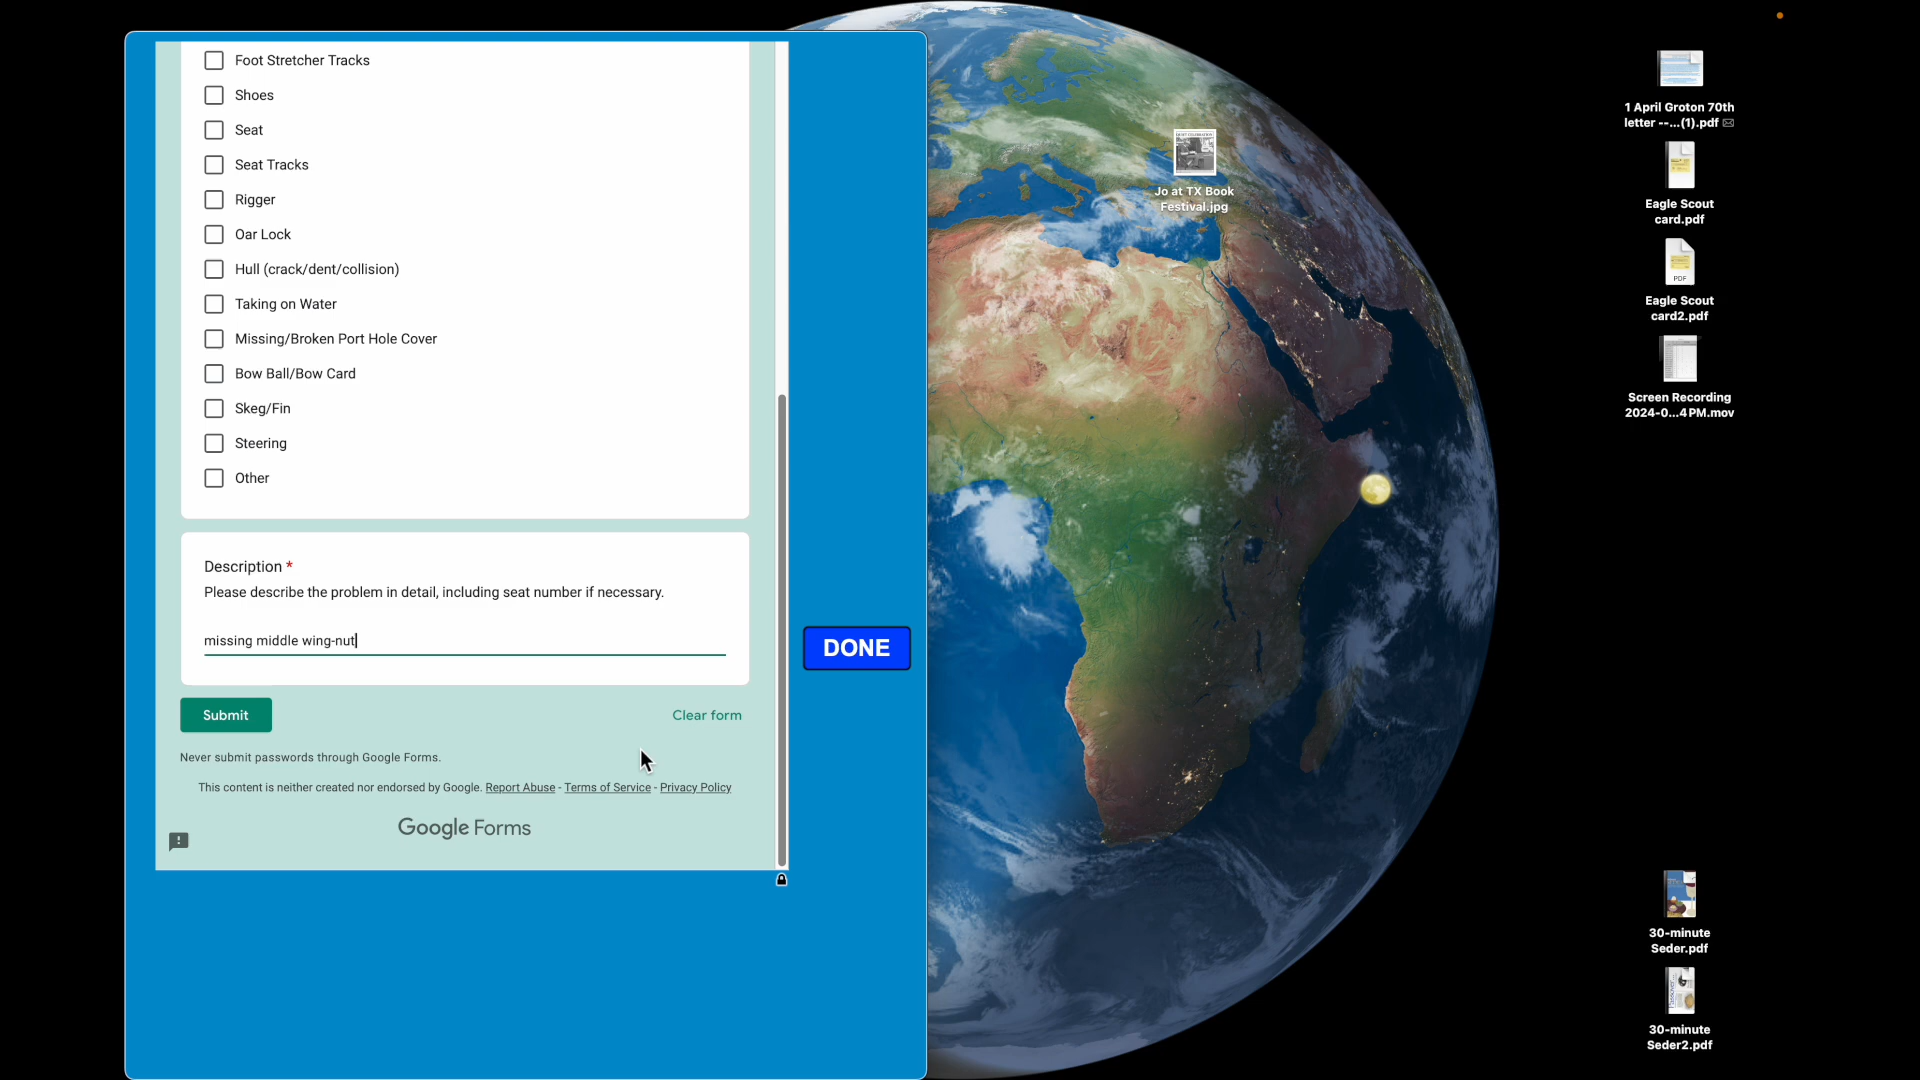 Foot Stretcher Tracks
Shoes
Seat
Seat Tracks
Rigger
Oar Lock
Hull (crack/dent/collision)
Taking on Water
Missing/Broken Port Hole Cover
Bow Ball/Bow Card
Skeg/Fin
Steering
Other
Description *
Please describe the problem in detail, including seat number if necessary.
missing middle wing-nut
Submit
Clear form
Never submit passwords through Google Forms.
This content is neither created nor endorsed by Google. Report Abuse - Terms of Service - Privacy Policy
Google Forms
DONE
Jo at TX Book
Festival.jpg
1 April Groton 70th
letter --...(1).pdf
Eagle Scout
card.pdf
PDF
Eagle Scout
card2.pdf
Screen Recording
2024-0...4 PM.mov
30-minute
Seder.pdf
30-minute
Seder2.pdf